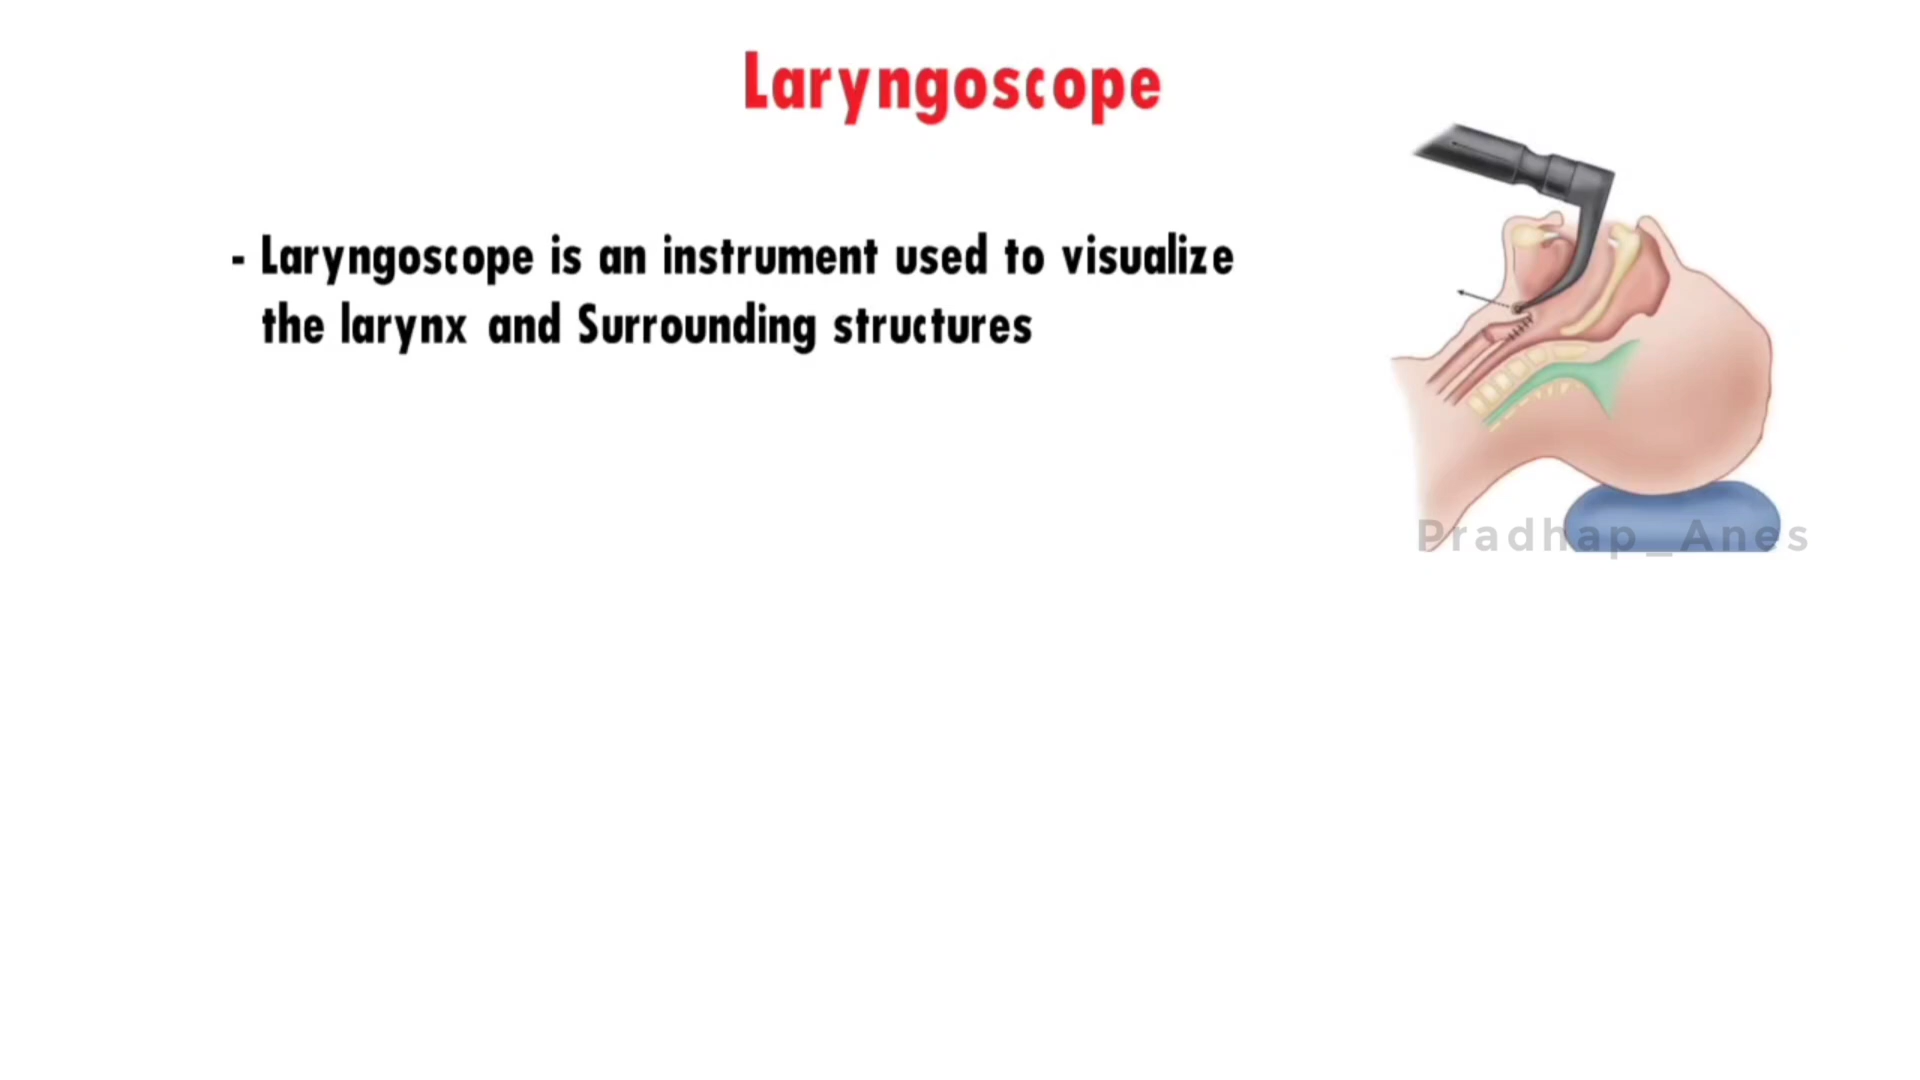 Laryngoscope
- Laryngoscope is an instrument used to visualize
the larynx and Surrounding structures
Pradhap_Anes